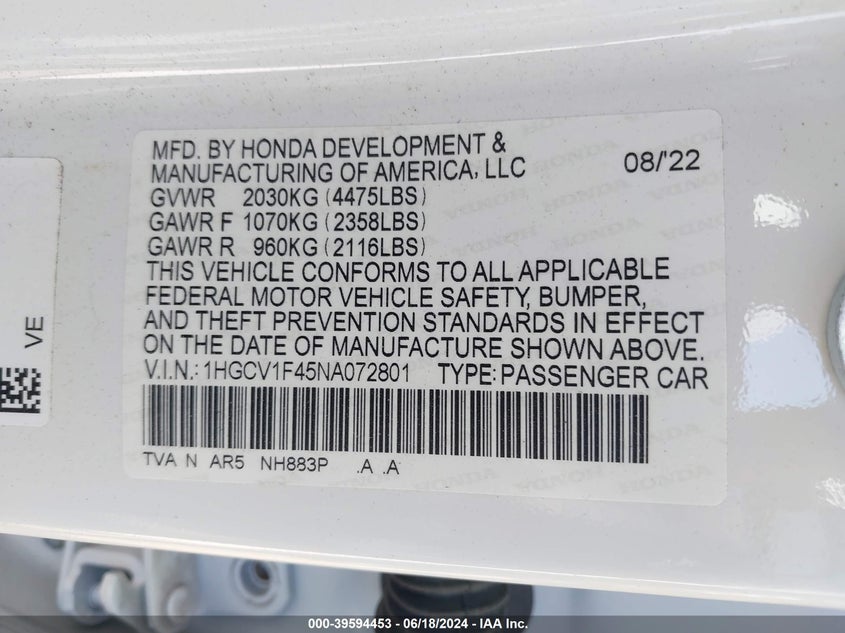 MFD. BY HONDA DEVELOPMENT &
MANUFACTURING OF AMERICA, LLC 08/'22
GVWR 2030KG (4475LBS)
GAWR F 1070KG (2358LBS)
GAWR R 960KG (2116LBS)
THIS VEHICLE CONFORMS TO ALL APPLICABLE
FEDERAL MOTOR VEHICLE SAFETY, BUMPER,
AND THEFT PREVENTION STANDARDS IN EFFECT
ON THE DATE OF MANUFACTURE SHOWN ABOVE.
V.I.N.: 1HGCV1F45NA072801 TYPE: PASSENGER CAR
TVA N AR5 NH883P .A .A
VE
000-39594453 / 06/18/2024 - IAA Inc.